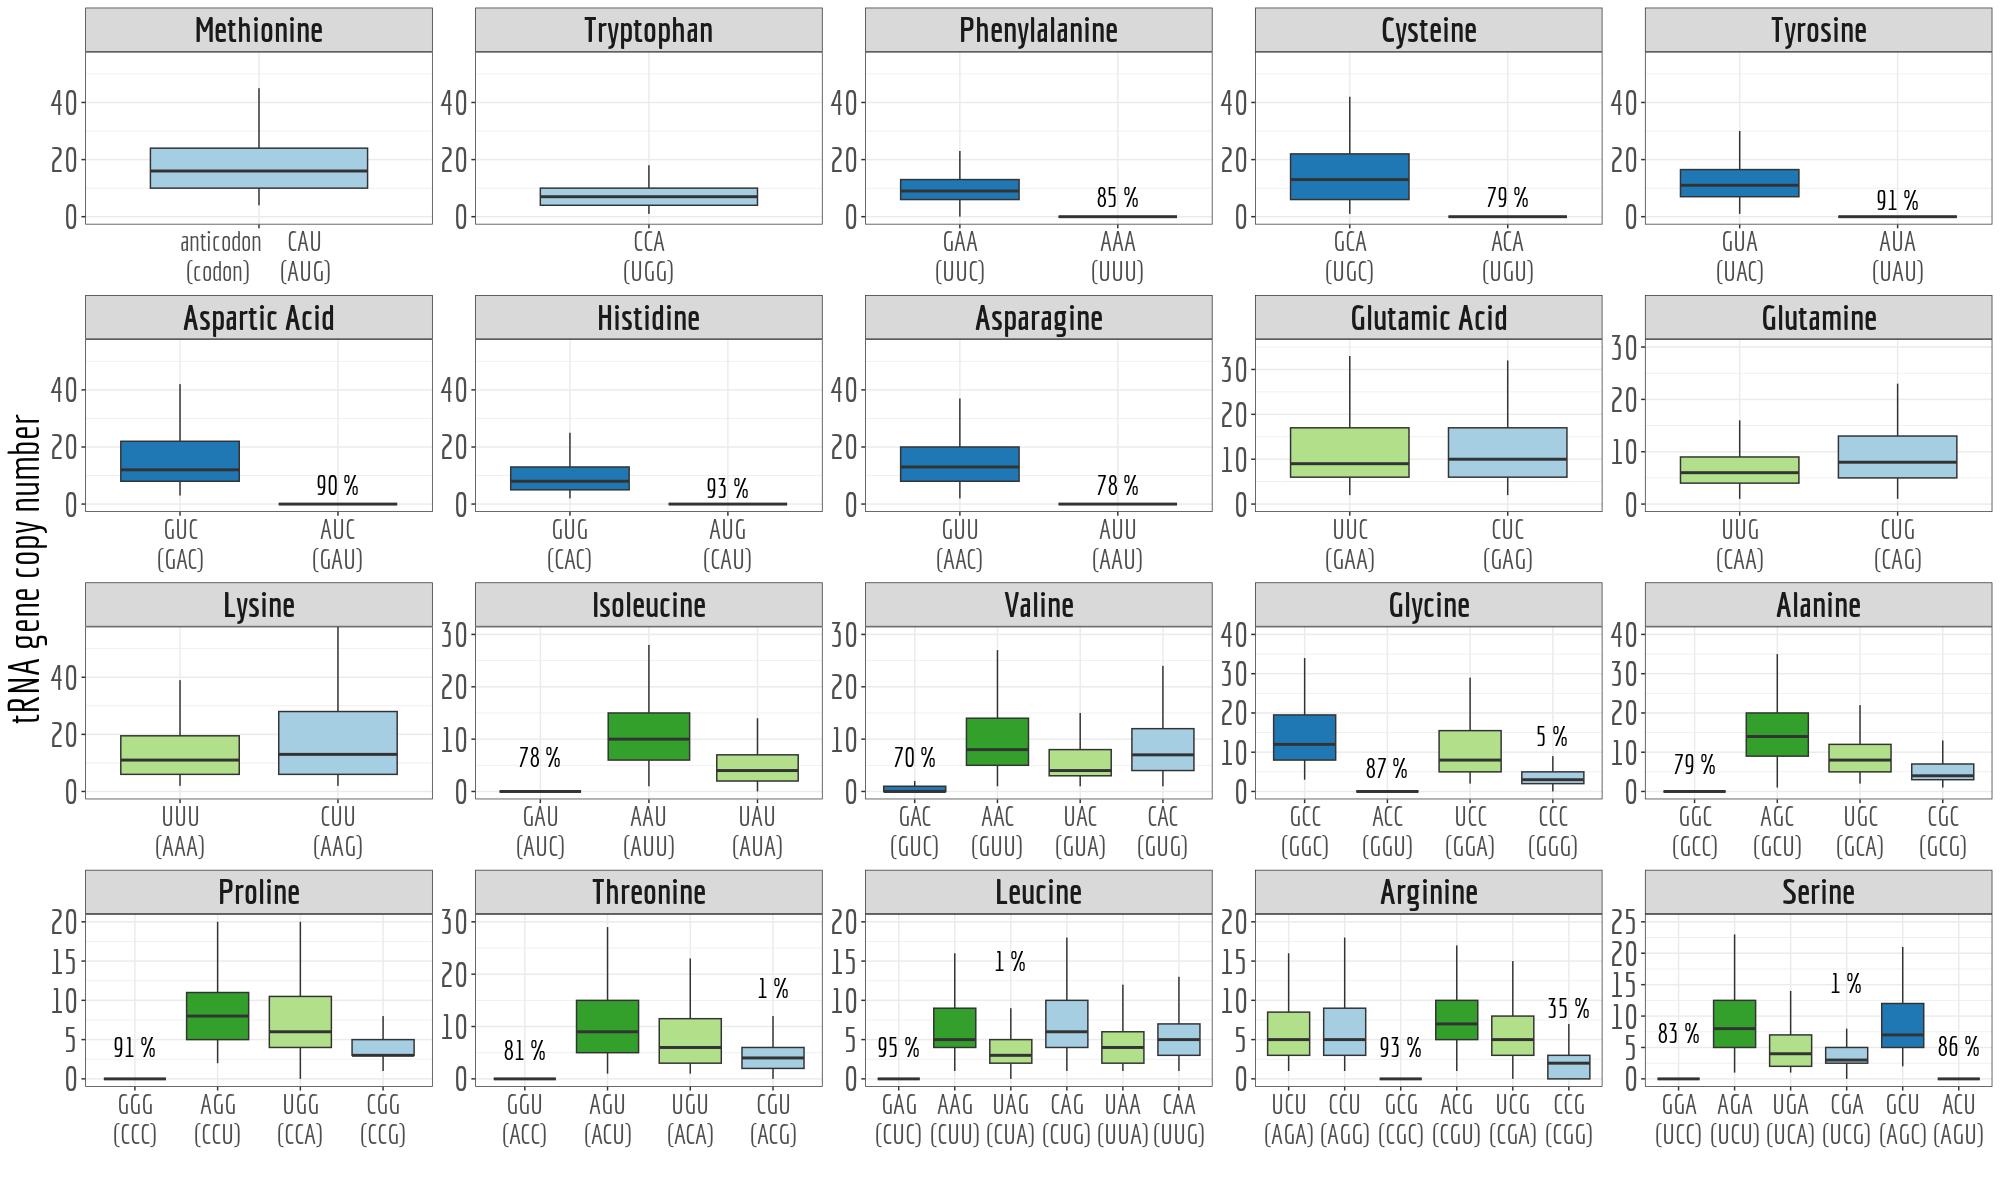 Methionine Tryptophan Phenylalanine Cysteine Tyrosine
40 40 40 40 40
20 20 20 20 20
85 % 79 % 91 %
0 0 0 0 0
anticodon CAU CCA GAA AAA GCA ACA GUA AUA
(codon) (AUG) (UGG) (UUC) (UUU) (UGC) (UGU) (UAC) (UAU)
Aspartic Acid Histidine Asparagine Glutamic Acid Glutamine
40 40 40 30 30
20 20 20 20 20
10 10
90 % 93 % 78 %
0 0 0 0 0
GUC AUC GUG AUG GUU AUU UUC CUC UUG CUG
(GAC) (GAU) (CAC) (CAU) (AAC) (AAU) (GAA) (GAG) (CAA) (CAG)
tRNA gene copy number
Lysine Isoleucine Valine Glycine Alanine
40 30 30 40 40
20 20 20 30 30
10 10 20 20
10 10
78 % 70 % 87 % 5 % 79 %
0 0 0 0 0
UUU CUU GAU AAU UAU GAC AAC UAC CAC GCC ACC UCC CCC GGC AGC UGC CGC
(AAA) (AAG) (AUC) (AUU) (AUA) (GUC) (GUU) (GUA) (GUG) (GGC) (GGU) (GGA) (GGG) (GCC) (GCU) (GCA) (GCG)
Proline Threonine Leucine Arginine Serine
20 30 20 20 25
15 20 15 15 20
10 10 10 10 15
5 5 5 10
5
91 % 81 % 1 % 95 % 1 % 93 % 35 % 83 % 1 % 86 %
0 0 0 0 0
GGG AGG UGG CGG GGU AGU UGU CGU GAG AAG UAG CAG UAA CAA UCU CCU GCG ACG UCG CCG GGA AGA UGA CGA GCU ACU
(CCC) (CCU) (CCA) (CCG) (ACC) (ACU) (ACA) (ACG) (CUC) (CUU) (CUA) (CUG) (UUA) (UUG) (AGA) (AGG) (CGC) (CGU) (CGA) (CGG) (UCC) (UCU) (UCA) (UCG) (AGC) (AGU)